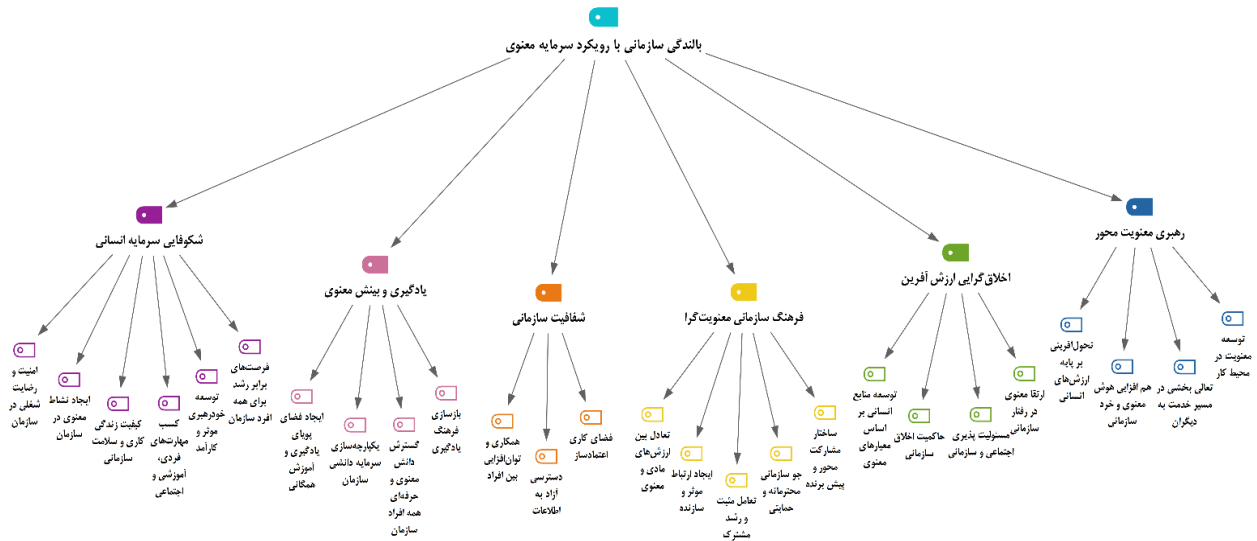 بالندگی سازمانی با رویکرد سرمایه معنوی
رهبری معنویت محور
توسعه
معنویت در
محیط کار
تعالی بخشی در
مسیر خدمت به
دیگران
هم افزایی هوش
معنوی و خرد
سازمانی
تحول‌آفرینی
بر پایه
ارزش‌های
انسانی
اخلاق‌گرایی ارزش آفرین
ارتقا معنوی
در رفتار
سازمانی
مسئولیت پذیری
اجتماعی و سازمانی
حاکمیت اخلاق
سازمانی
توسعه منابع
انسانی بر
اساس
معیارهای
معنوی
فرهنگ سازمانی معنویت‌گرا
ساختار
مشارکت
محور و
پیش برنده
جو سازمانی
محترمانه و
حمایتی
تعامل مثبت
و رشد
مشترک
ایجاد ارتباط
موثر و
سازنده
تعادل بین
ارزش‌های
مادی و
معنوی
شفافیت سازمانی
فضای کاری
اعتمادساز
دسترسی
آزاد به
اطلاعات
همکاری و
توان‌افزایی
بین افراد
یادگیری و بینش معنوی
بازسازی
فرهنگ
یادگیری
گسترش
دانش
معنوی و
حرفه‌ای
همه افراد
سازمان
یکپارچه‌سازی
سرمایه دانشی
سازمان
ایجاد فضای
پویای
یادگیری و
آموزش
همگانی
شکوفایی سرمایه انسانی
فرصت‌های
برابر رشد
برای همه
افرد سازمان
توسعه
خودرهبری
موثر و
کارآمد
کسب
مهارت‌های
فردی،
آموزشی و
اجتماعی
کیفیت زندگی
کاری و سلامت
سازمانی
ایجاد نشاط
معنوی در
سازمان
امنیت و
رضایت
شغلی در
سازمان